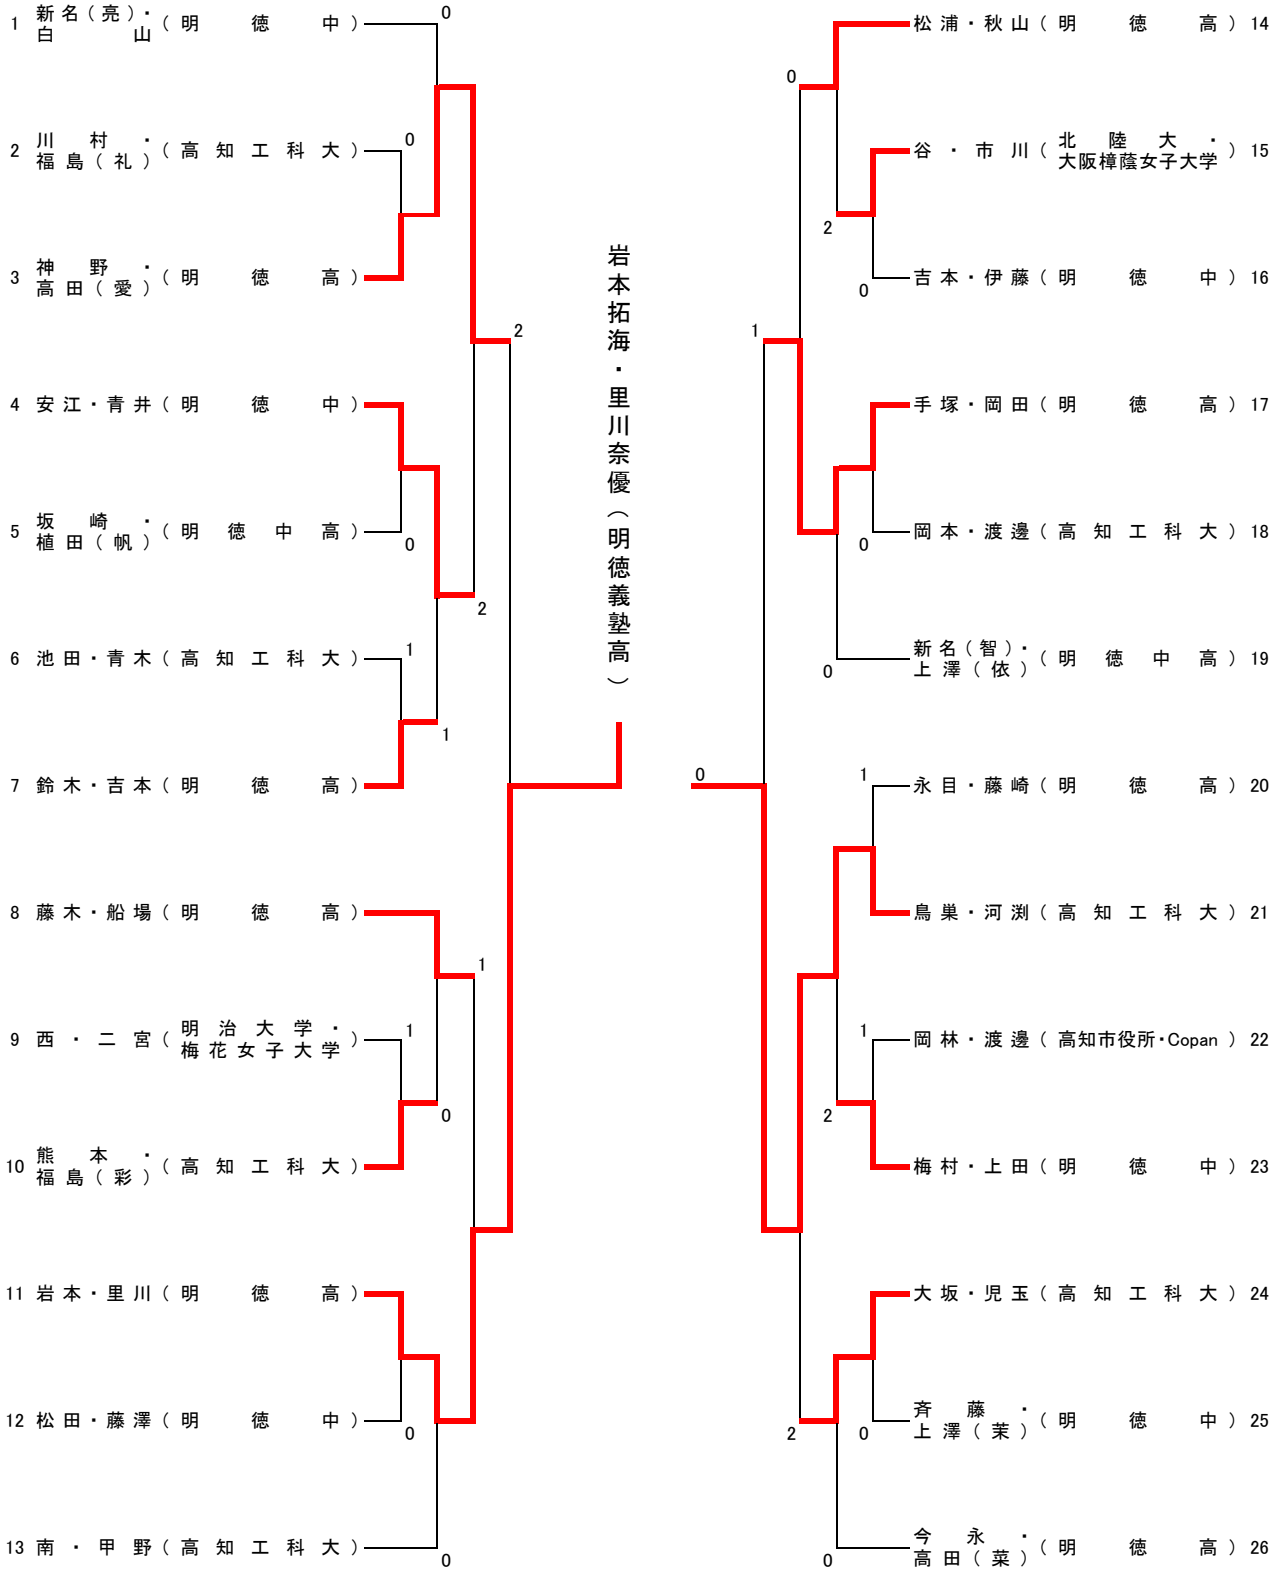 1 新名(亮)・白山(明徳中)
0
2 川村・福島(礼)(高知工科大)
0
3 神野・高田(愛)(明徳高)
2
4 安江・青井(明徳中)
5 坂崎・植田(帆)(明徳中高)
0
2
6 池田・青木(高知工科大)
1
1
7 鈴木・吉本(明徳高)
8 藤木・船場(明徳高)
1
9 西・二宮(明治大学・梅花女子大学)
1
0
10 熊本・福島(彩)(高知工科大)
11 岩本・里川(明徳高)
12 松田・藤澤(明徳中)
0
13 南・甲野(高知工科大)
0
岩本拓海・里川奈優(明徳義塾高)
松浦・秋山(明徳高) 14
0
谷・市川(北陸大・大阪樟蔭女子大学) 15
2
吉本・伊藤(明徳中) 16
0
1
手塚・岡田(明徳高) 17
岡本・渡邊(高知工科大) 18
0
新名(智)・上澤(依)(明徳中高) 19
0
0
永目・藤崎(明徳高) 20
1
鳥巣・河渕(高知工科大) 21
岡林・渡邊(高知市役所・Copan) 22
1
2
梅村・上田(明徳中) 23
大坂・児玉(高知工科大) 24
斉藤・上澤(茉)(明徳中) 25
0
2
今永・高田(菜)(明徳高) 26
0